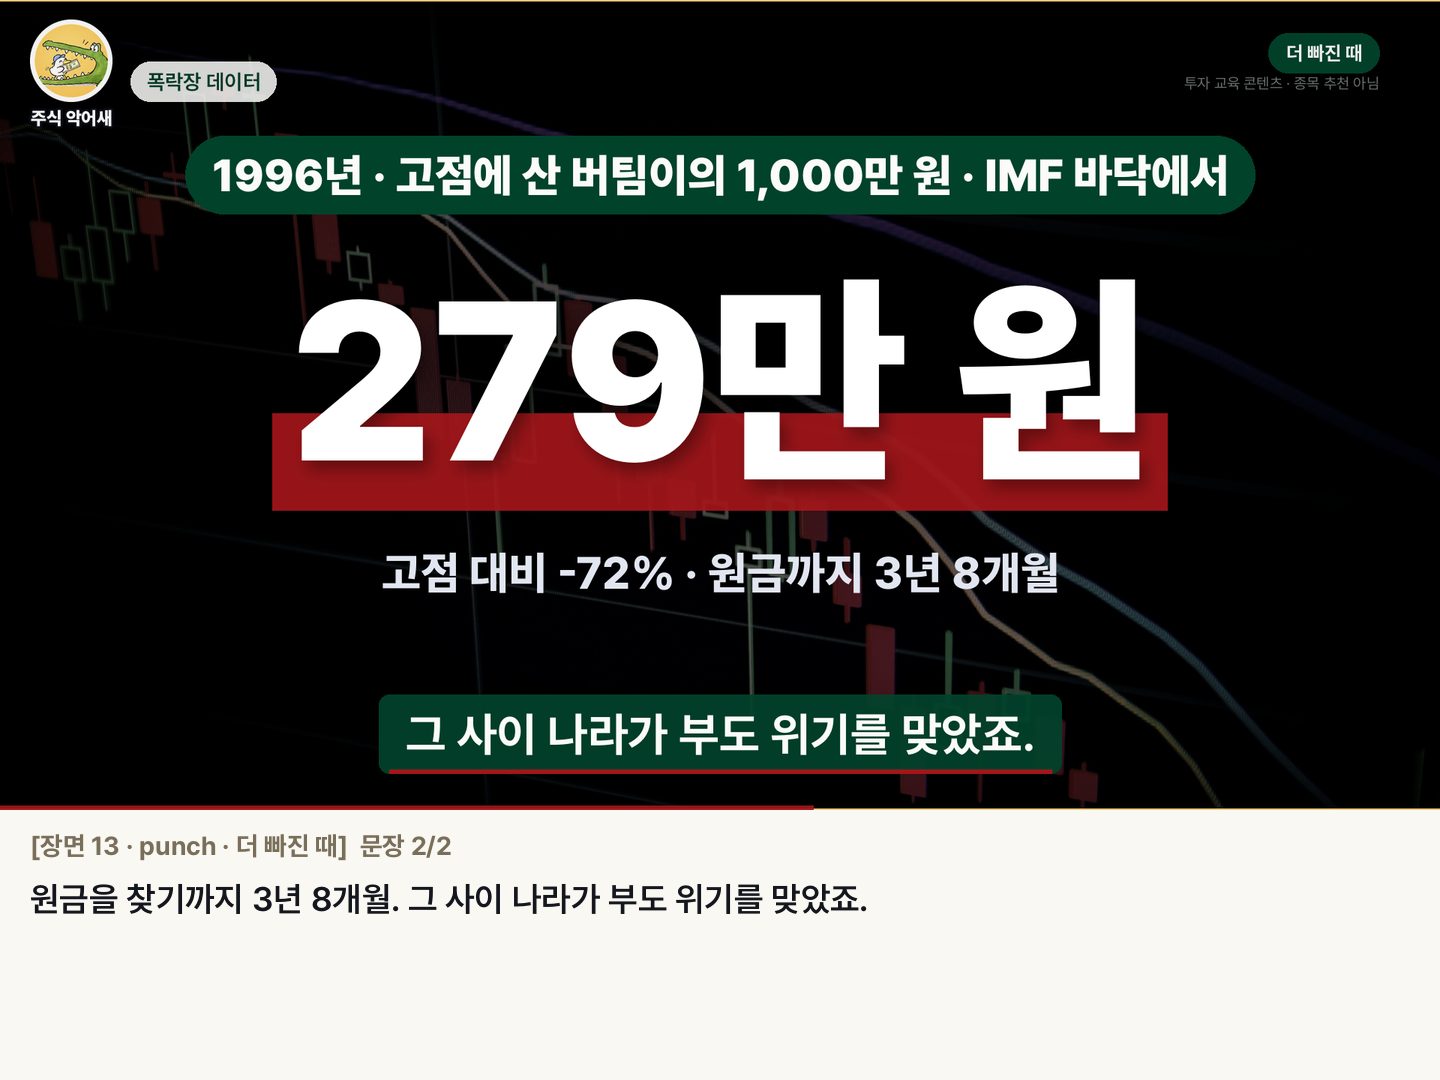 주식 악어새
폭락장 데이터
더 빠진 때
투자 교육 콘텐츠 · 종목 추천 아님
1996년 · 고점에 산 버팀이의 1,000만 원 · IMF 바닥에서
279만 원
고점 대비 -72% · 원금까지 3년 8개월
그 사이 나라가 부도 위기를 맞았죠.
[장면 13 · punch · 더 빠진 때] 문장 2/2
원금을 찾기까지 3년 8개월. 그 사이 나라가 부도 위기를 맞았죠.